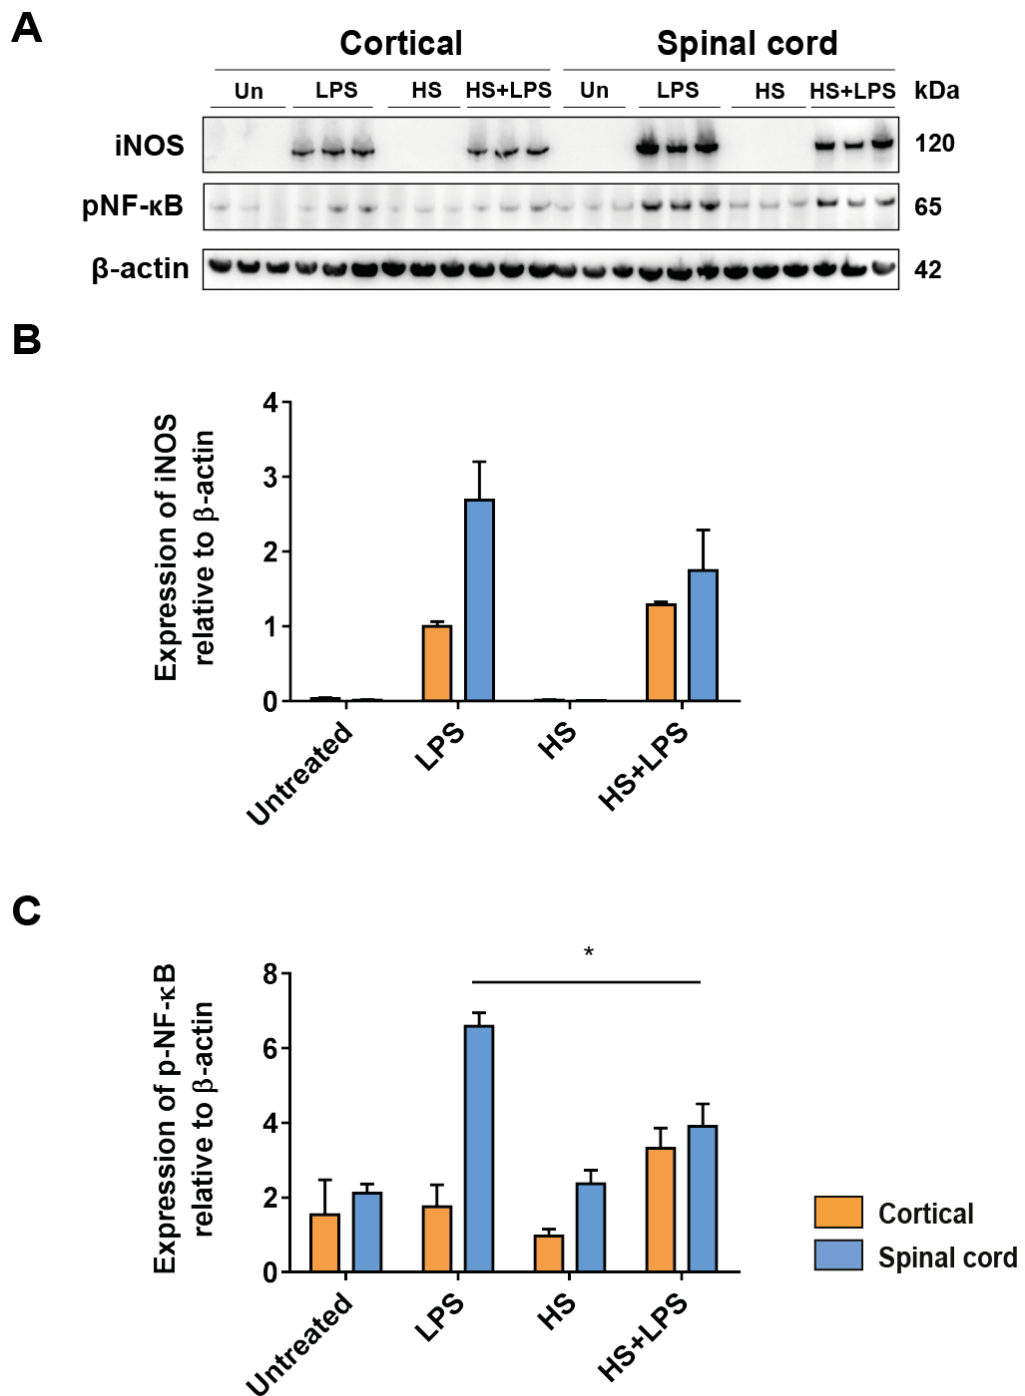 A
Cortical Spinal cord
Un LPS HS HS+LPS Un LPS HS HS+LPS kDa
iNOS 120
pNF-κB 65
β-actin 42
B
Expression of iNOS
relative to β-actin
4
3
2
1
0
Untreated LPS HS HS+LPS
C
Expression of p-NF-κB
relative to β-actin
*
8
6
4
2
0
Untreated LPS HS HS+LPS
Cortical
Spinal cord